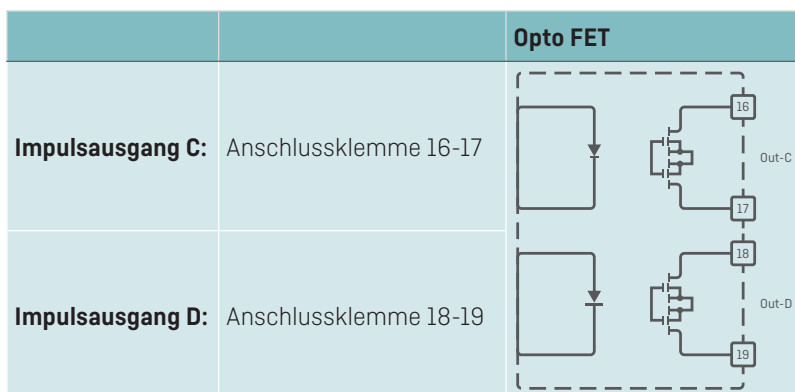 Opto FET
Impulsausgang C: Anschlussklemme 16-17
16
Out-C
17
Impulsausgang D: Anschlussklemme 18-19
18
Out-D
19